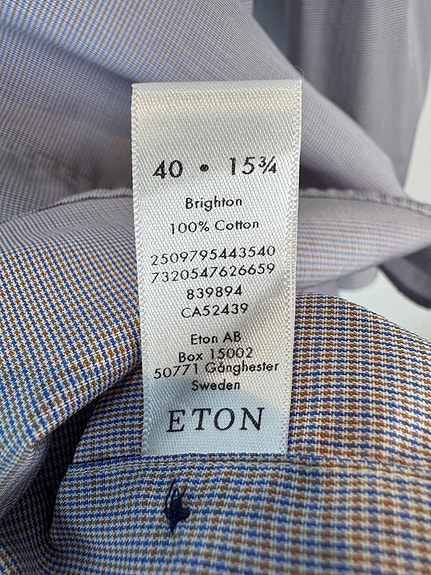 40 • 15¾
Brighton
100% Cotton
2509795443540
7320547626659
839894
CA52439
Eton AB
Box 15002
50771 Gånghester
Sweden
ETON